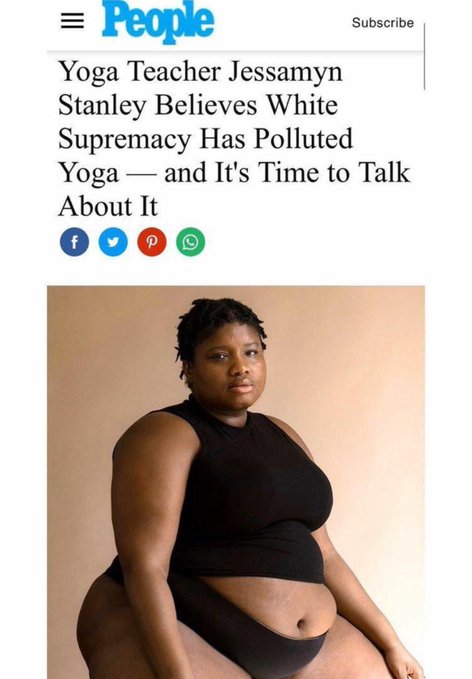 People
Subscribe
Yoga Teacher Jessamyn
Stanley Believes White
Supremacy Has Polluted
Yoga — and It's Time to Talk
About It